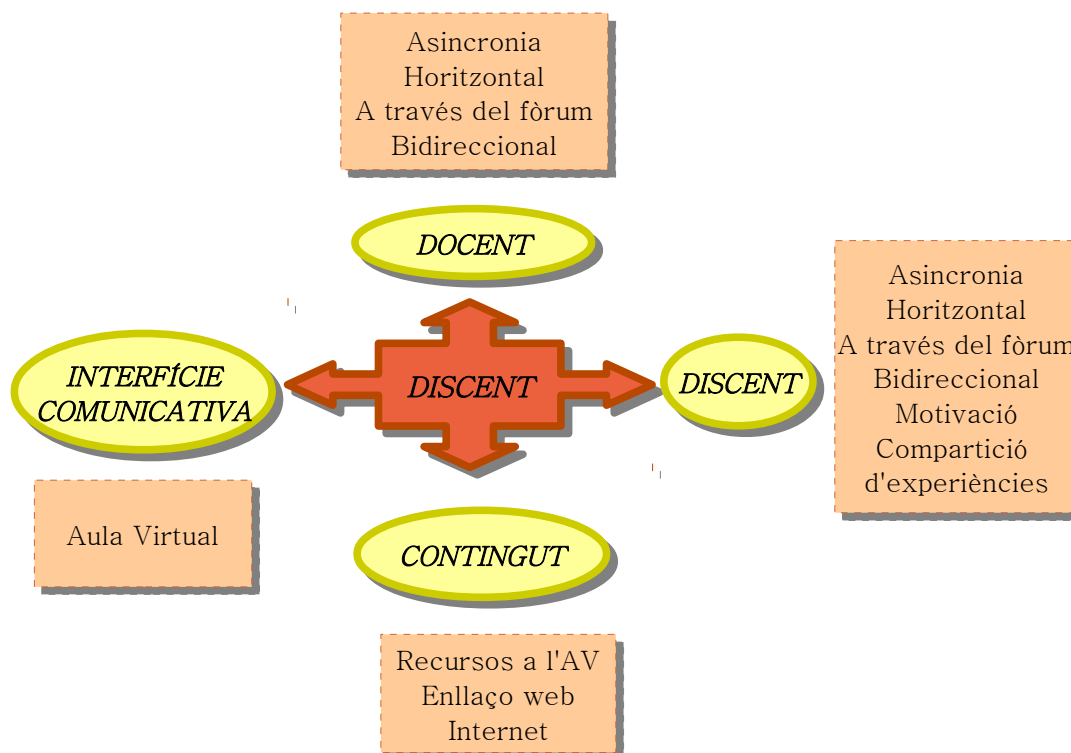 Asincronia
Horitzontal
A través del fòrum
Bidireccional
DOCENT
Asincronia
Horitzontal
A través del fòrum
Bidireccional
Motivació
Compartició
d'experiències
INTERFÍCIE
COMUNICATIVA
DISCENT
DISCENT
Aula Virtual
CONTINGUT
Recursos a l'AV
Enllaço web
Internet